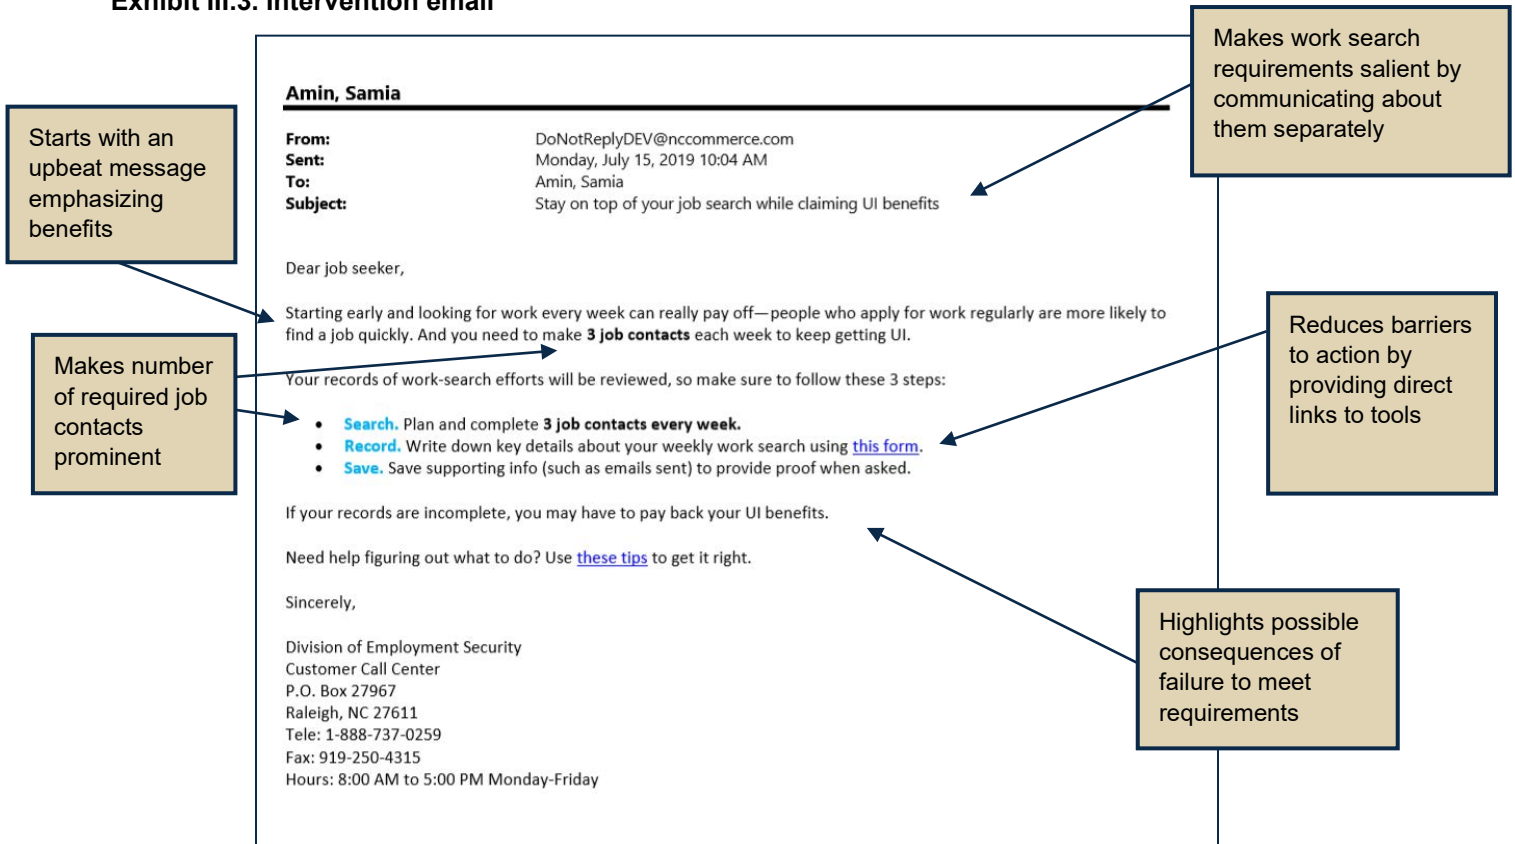 Exhibit III.3. Intervention email
Makes work search
requirements salient by
communicating about
them separately
Amin, Samia
Starts with an
upbeat message
emphasizing
benefits
From: DoNotReplyDEV@nccommerce.com
Sent: Monday, July 15, 2019 10:04 AM
To: Amin, Samia
Subject: Stay on top of your job search while claiming UI benefits
Dear job seeker,
Starting early and looking for work every week can really pay off—people who apply for work regularly are more likely to
find a job quickly. And you need to make 3 job contacts each week to keep getting UI.
Reduces barriers
to action by
providing direct
links to tools
Makes number
of required job
contacts
prominent
Your records of work-search efforts will be reviewed, so make sure to follow these 3 steps:
• Search. Plan and complete 3 job contacts every week.
• Record. Write down key details about your weekly work search using this form.
• Save. Save supporting info (such as emails sent) to provide proof when asked.
If your records are incomplete, you may have to pay back your UI benefits.
Need help figuring out what to do? Use these tips to get it right.
Sincerely,
Highlights possible
consequences of
failure to meet
requirements
Division of Employment Security
Customer Call Center
P.O. Box 27967
Raleigh, NC 27611
Tele: 1-888-737-0259
Fax: 919-250-4315
Hours: 8:00 AM to 5:00 PM Monday-Friday